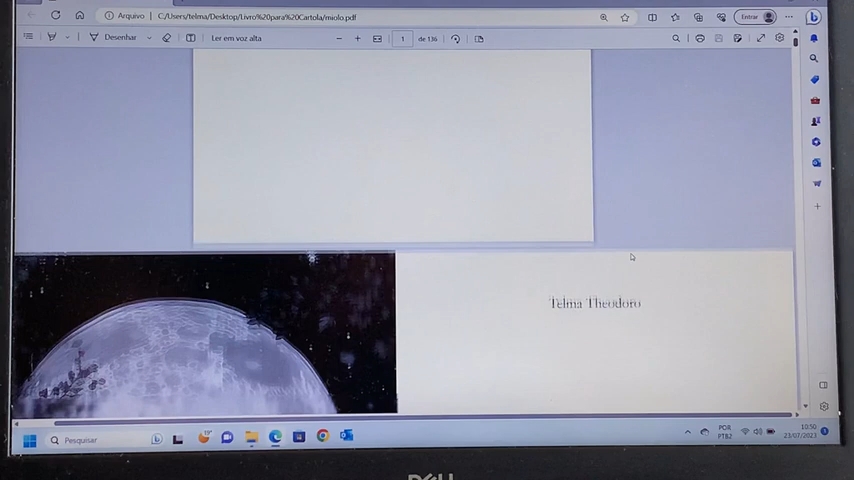 Arquivo
C:/Users/telma/Desktop/Livro%20para%20Cartola/miolo.pdf
Entrar
Desenhar
Ler em voz alta
1
de 136
Telma Theodoro
Pesquisar
19°
POR
PTB2
10:50
23/07/2023
DELL